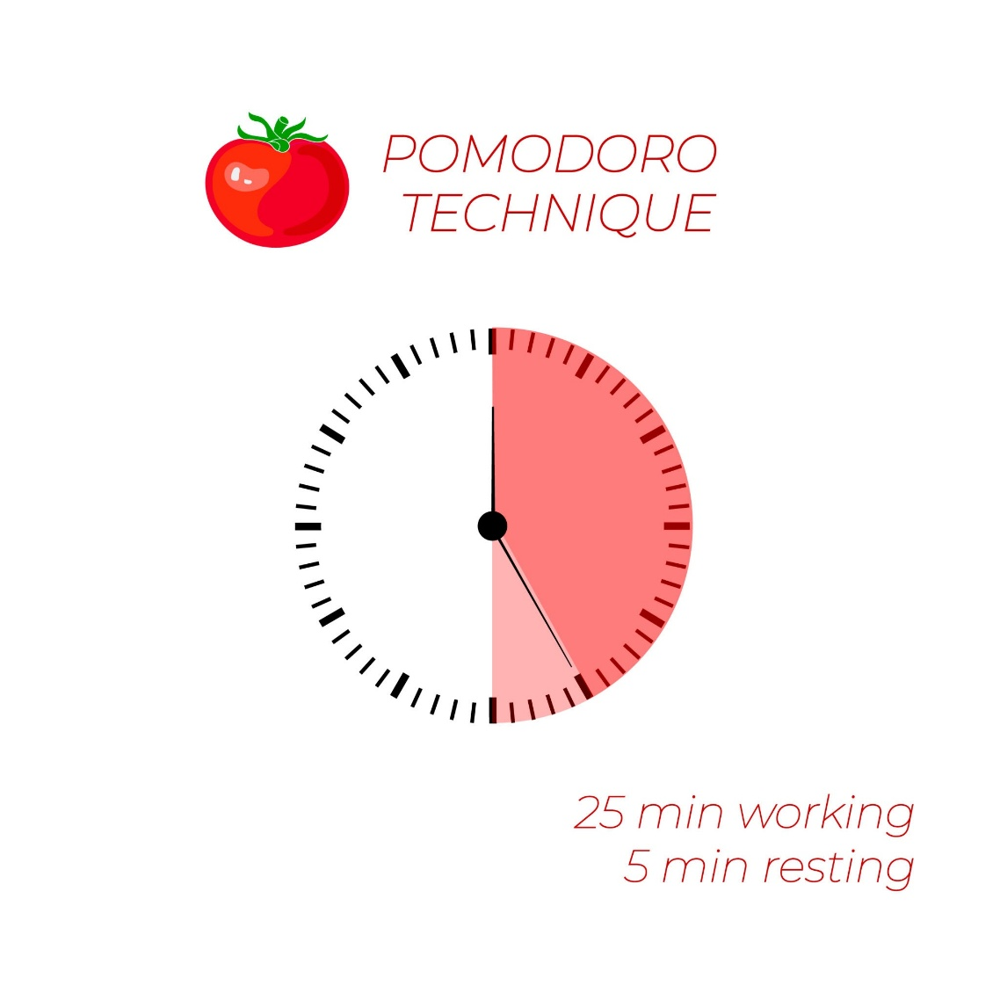 POMODORO
TECHNIQUE
25 min working
5 min resting